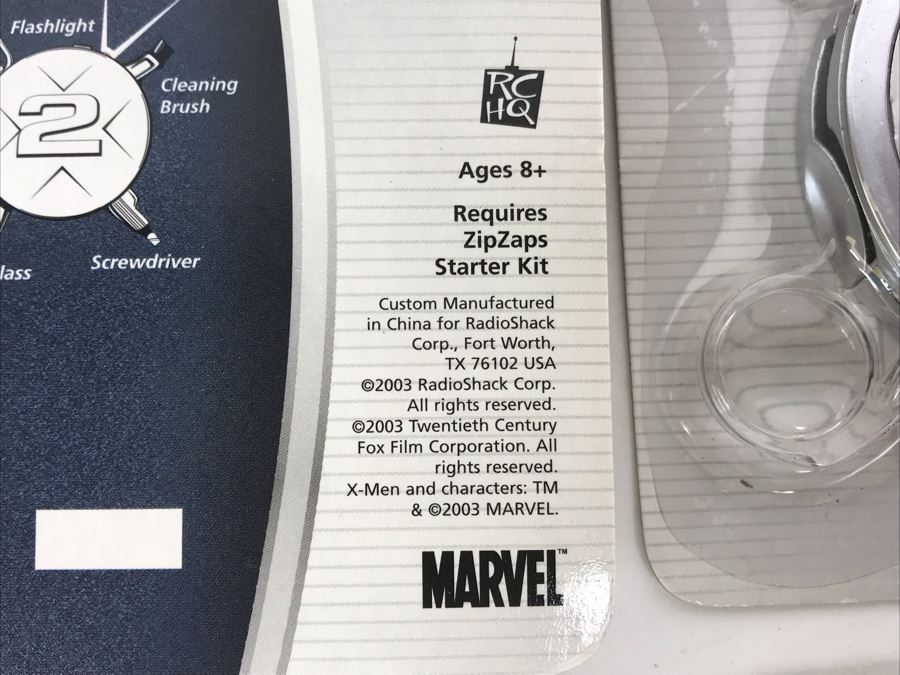 Flashlight
Cleaning
Brush
2
lass
Screwdriver
RC
HQ
Ages 8+
Requires
ZipZaps
Starter Kit
Custom Manufactured
in China for RadioShack
Corp., Fort Worth,
TX 76102 USA
©2003 RadioShack Corp.
All rights reserved.
©2003 Twentieth Century
Fox Film Corporation. All
rights reserved.
X-Men and characters: TM
& ©2003 MARVEL.
MARVEL™